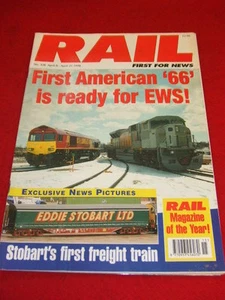 RAIL
FIRST FOR NEWS
First American '66'
is ready for EWS!
EXCLUSIVE NEWS PICTURES
EDDIE STOBART LTD
Stobart's first freight train
RAIL
Magazine
of the Year!